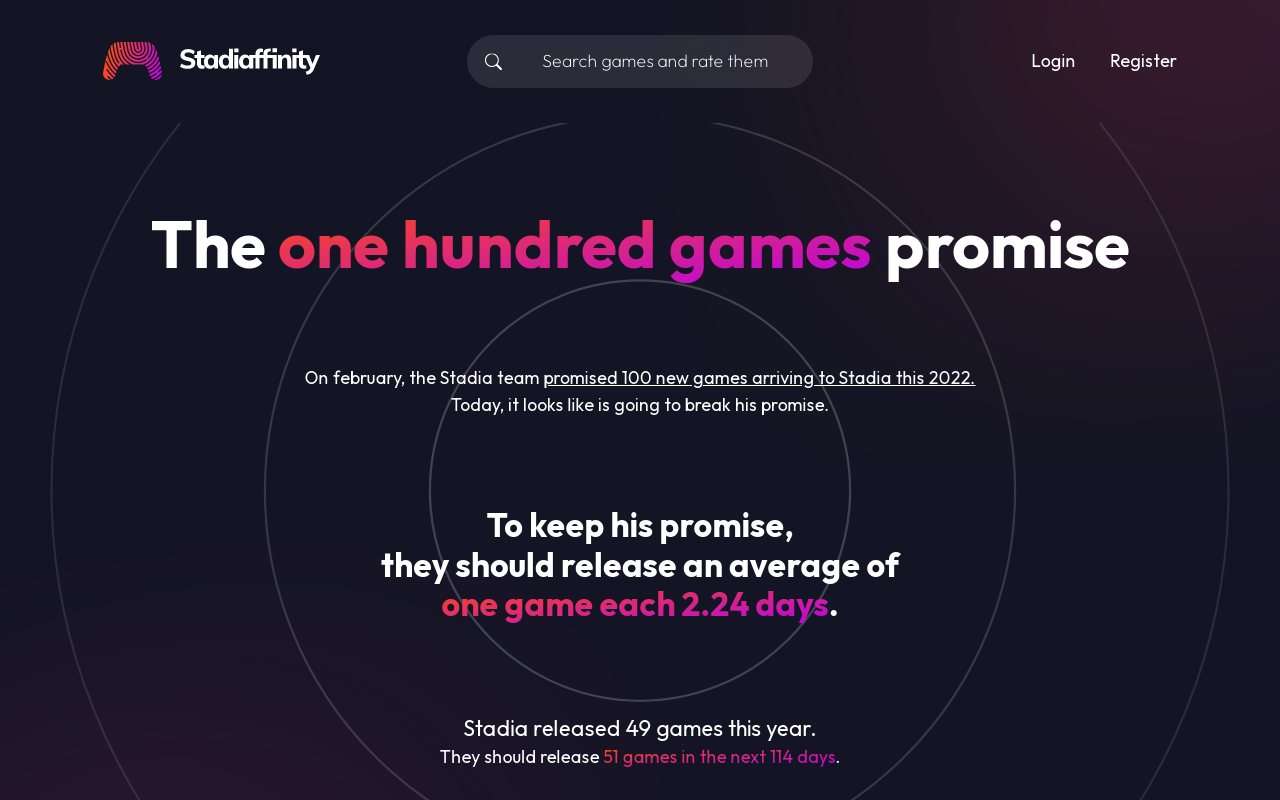 Stadiaffinity
Search games and rate them
Login
Register
The one hundred games promise
On february, the Stadia team promised 100 new games arriving to Stadia this 2022.
Today, it looks like is going to break his promise.
To keep his promise,
they should release an average of
one game each 2.24 days.
Stadia released 49 games this year.
They should release 51 games in the next 114 days.